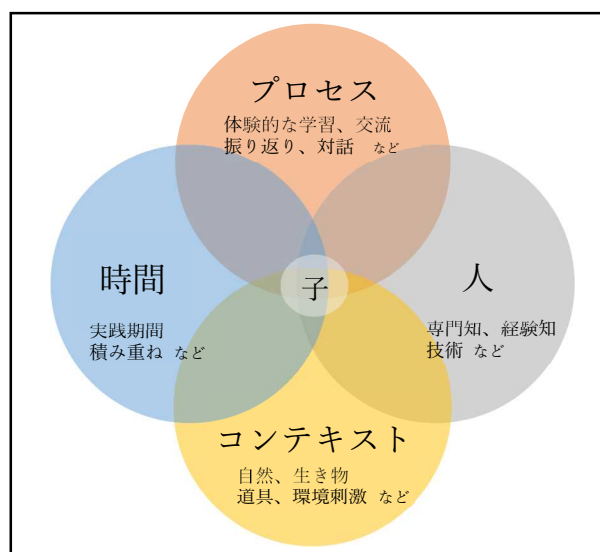 プロセス
体験的な学習、交流
振り返り、対話 など
時間
実践期間
積み重ね など
子
人
専門知、経験知
技術 など
コンテキスト
自然、生き物
道具、環境刺激 など